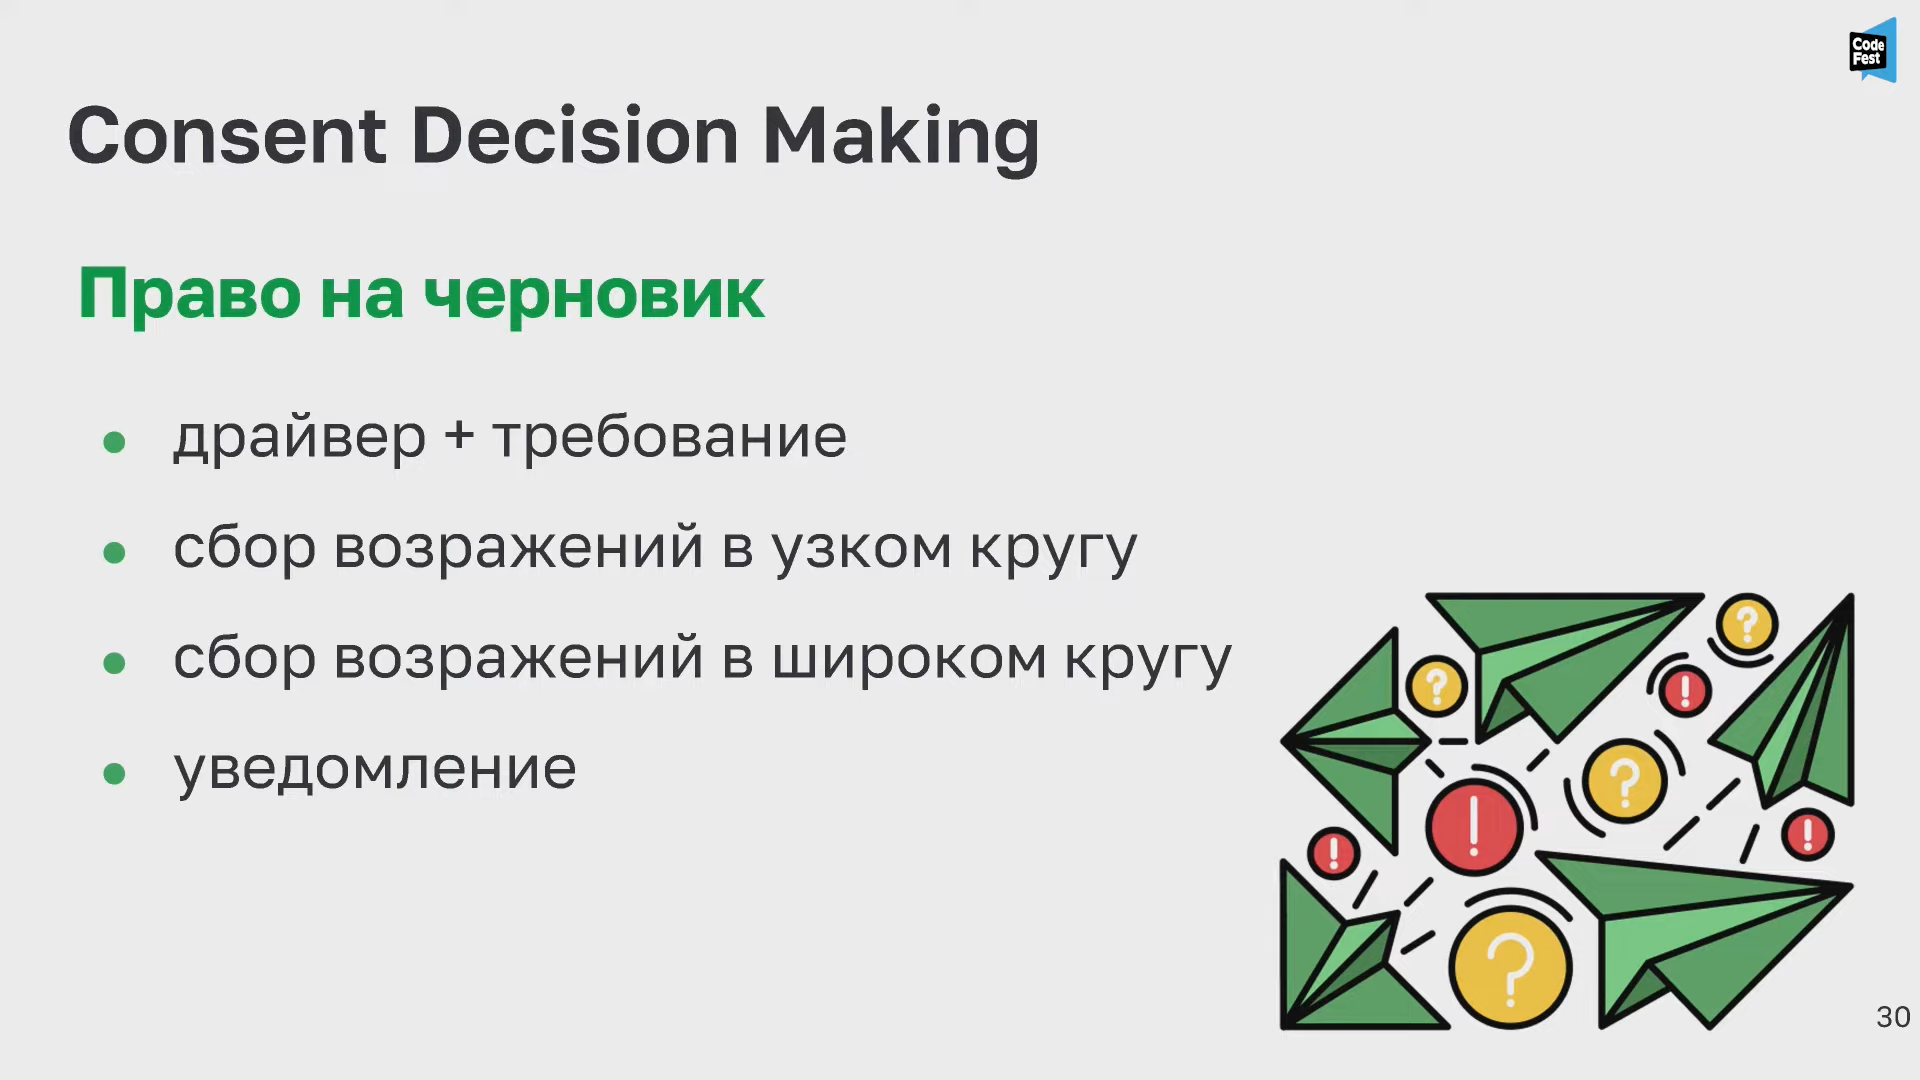 Code
Fest
Consent Decision Making
Право на черновик
драйвер + требование
сбор возражений в узком кругу
сбор возражений в широком кругу
уведомление
?
!
?
!
?
!
!
?
30